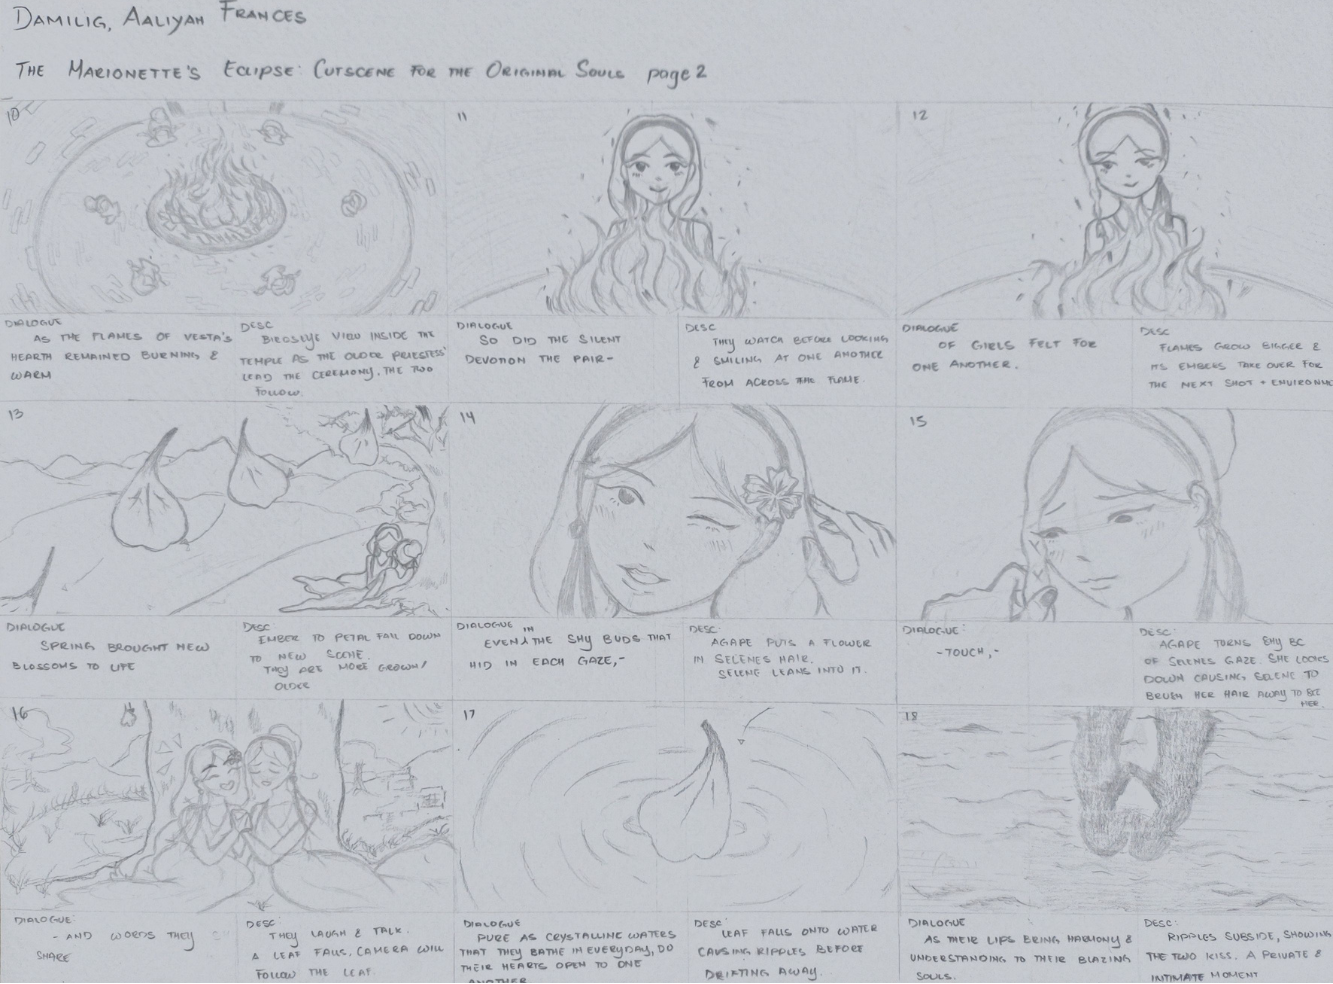 DAMILIG, AALIYAH FRANCES
THE MARIONETTE'S ECLIPSE: CUTSCENE FOR THE ORIGINAL SOULS page 2
10
DIALOGUE
AS THE FLAMES OF VESTA'S
HEARTH REMAINED BURNING &
WARM
DESC
BIRDSEYE VIEW INSIDE THE
TEMPLE AS THE OLDER PRIESTESS'
LEAD THE CEREMONY. THE TWO
FOLLOW.
11
DIALOGUE
SO DID THE SILENT
DEVOTION THE PAIR-
DESC
THEY WATCH BEFORE LOOKING
& SMILING AT ONE ANOTHER
FROM ACROSS THE FLAME.
12
DIALOGUE
OF GIRLS FELT FOR
ONE ANOTHER.
DESC
FLAMES GROW BIGGER &
ITS EMBERS TAKE OVER FOR
THE NEXT SHOT + ENVIRONME
13
DIALOGUE
SPRING BROUGHT NEW
BLOSSOMS TO LIFE
DESC:
EMBER TO PETAL FALL DOWN
TO NEW SCENE.
THEY ARE MORE GROWN/
OLDER
14
DIALOGUE
EVEN IN THE SHY BUDS THAT
HID IN EACH GAZE,-
DESC:
AGAPE PUTS A FLOWER
IN SELENES HAIR.
SELENE LEANS INTO IT.
15
DIALOGUE:
-TOUCH,-
DESC:
AGAPE TURNS SHY BC
OF SELENES GAZE. SHE LOOKS
DOWN CAUSING SELENE TO
BRUSH HER HAIR AWAY TO SEE
HER.
16
DIALOGUE:
- AND WORDS THEY
SHARE
DESC:
THEY LAUGH & TALK.
A LEAF FALLS. CAMERA WILL
FOLLOW THE LEAF.
17
DIALOGUE
PURE AS CRYSTALLINE WATERS
THAT THEY BATHE IN EVERYDAY, DO
THEIR HEARTS OPEN TO ONE
ANOTHER
DESC:
LEAF FALLS ONTO WATER
CAUSING RIPPLES BEFORE
DRIFTING AWAY.
18
DIALOGUE
AS THEIR LIPS BRING HARMONY &
UNDERSTANDING TO THEIR BLAZING
SOULS.
DESC:
RIPPLES SUBSIDE, SHOWING
THE TWO KISS. A PRIVATE &
INTIMATE MOMENT